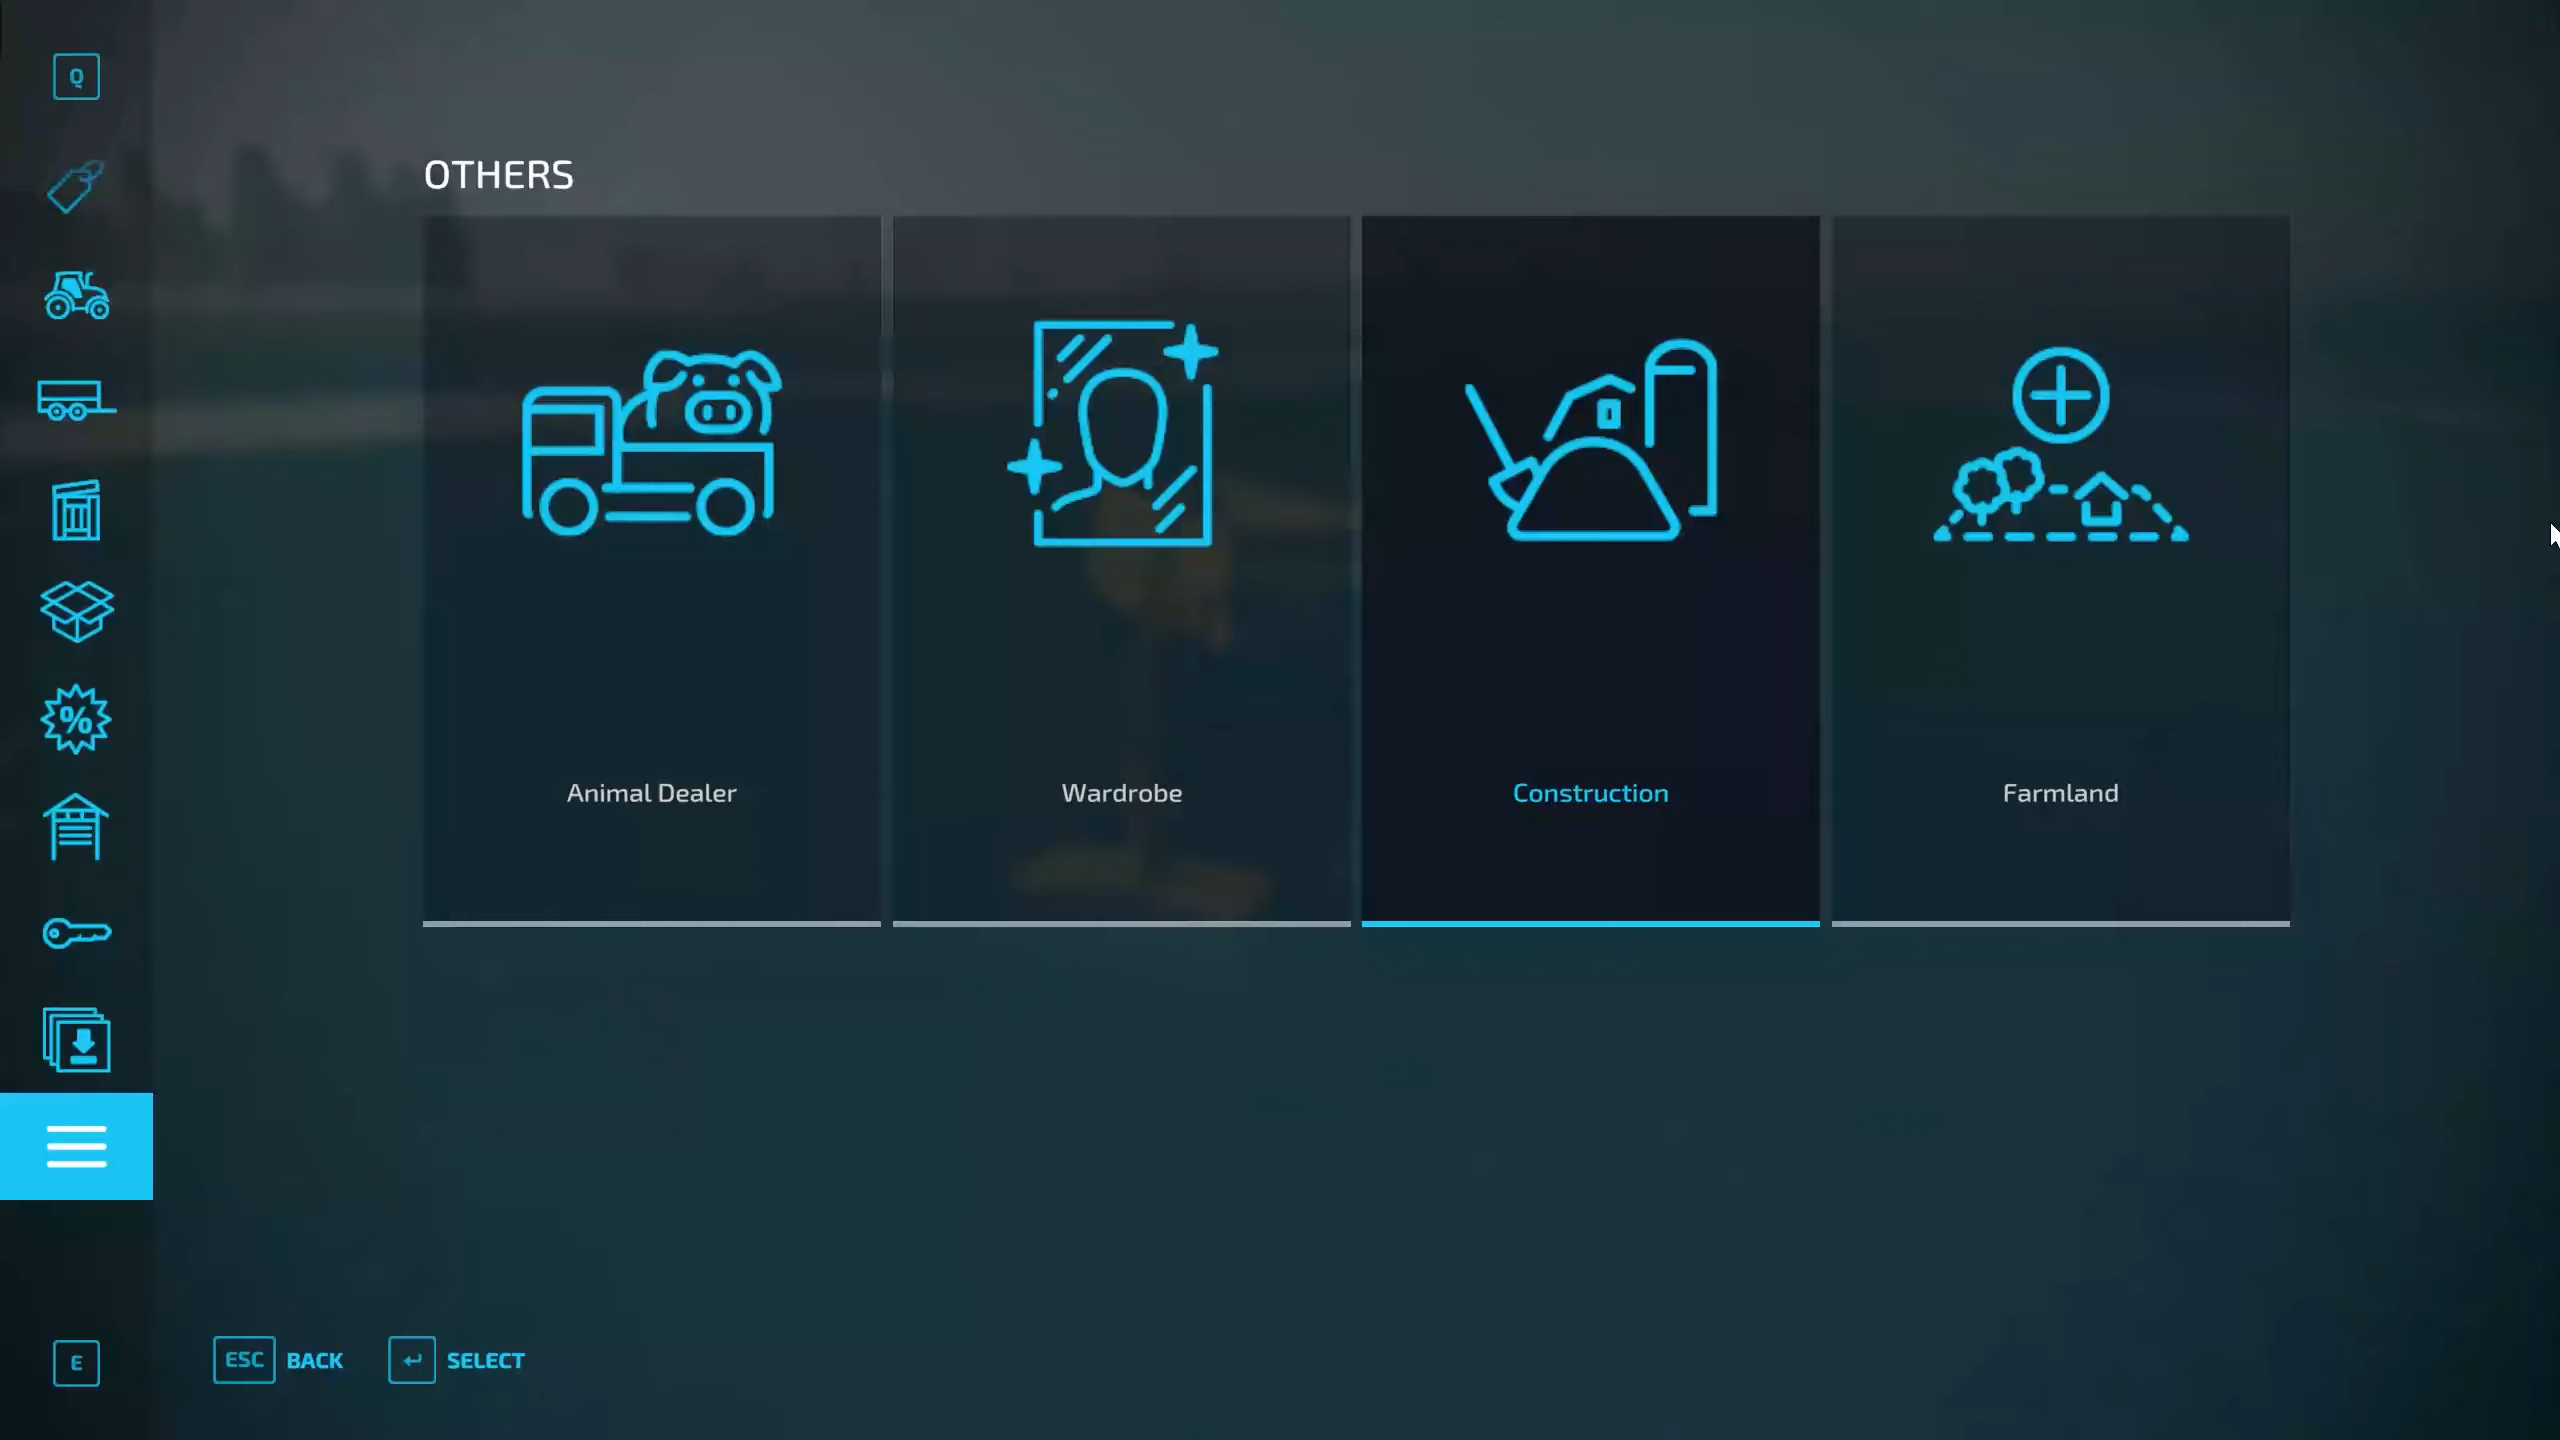 Q
OTHERS
%
Animal Dealer
Wardrobe
Construction
Farmland
E
ESC BACK
SELECT